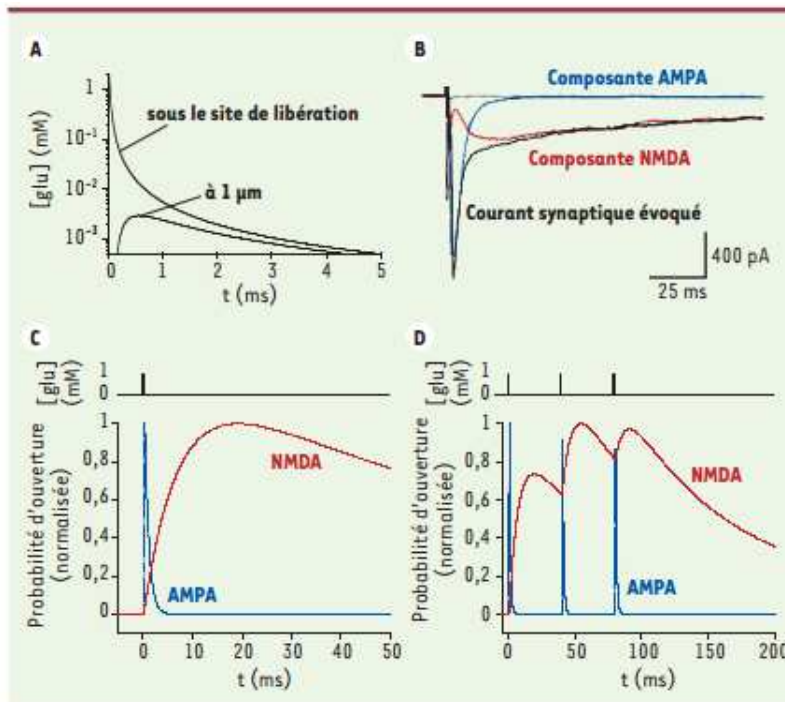 A
[glu] (mM)
1
10-1
10-2
10-3
sous le site de libération
à 1 µm
0 1 2 3 4 5
t (ms)
B
Composante AMPA
Composante NMDA
Courant synaptique évoqué
400 pA
25 ms
C
[glu]
(mM)
1
0
Probabilité d'ouverture
(normalisée)
1
0,8
0,6
0,4
0,2
0
NMDA
AMPA
0 10 20 30 40 50
t (ms)
D
[glu]
(mM)
1
0
Probabilité d'ouverture
(normalisée)
1
0,8
0,6
0,4
0,2
0
NMDA
AMPA
0 50 100 150 200
t (ms)